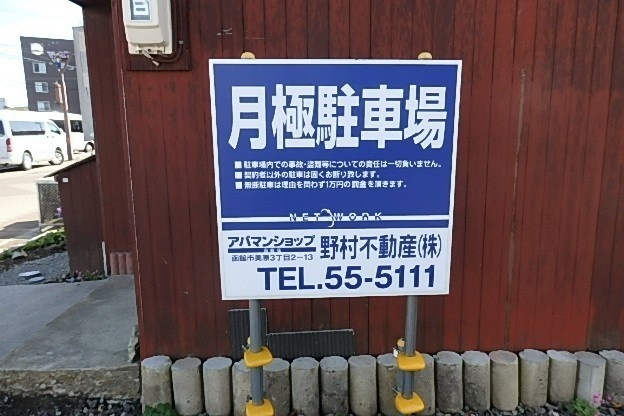 月極駐車場
■ 駐車場内での事故・盗難等についての責任は一切負いません。
■ 契約者以外の駐車は固くお断り致します。
■ 無断駐車は理由を問わず1万円の罰金を頂きます。
NETWORK
アパマンショップ 野村不動産(株)
函館市美原3丁目2-13
TEL.55-5111